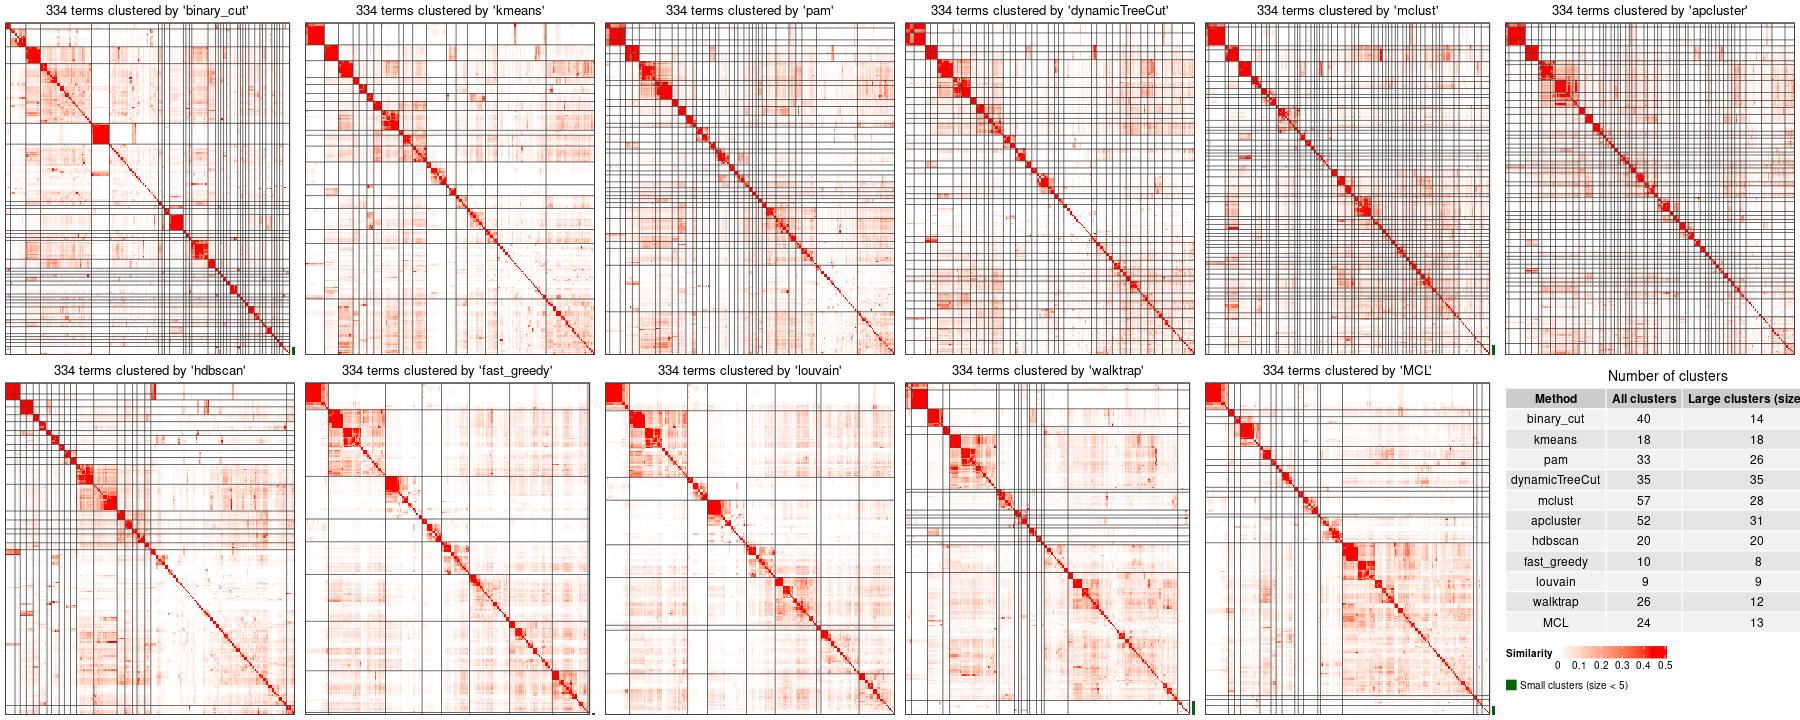 334 terms clustered by 'binary_cut'
334 terms clustered by 'kmeans'
334 terms clustered by 'pam'
334 terms clustered by 'dynamicTreeCut'
334 terms clustered by 'mclust'
334 terms clustered by 'apcluster'
334 terms clustered by 'hdbscan'
334 terms clustered by 'fast_greedy'
334 terms clustered by 'louvain'
334 terms clustered by 'walktrap'
334 terms clustered by 'MCL'
Number of clusters
Method All clusters Large clusters (size
binary_cut 40 14
kmeans 18 18
pam 33 26
dynamicTreeCut 35 35
mclust 57 28
apcluster 52 31
hdbscan 20 20
fast_greedy 10 8
louvain 9 9
walktrap 26 12
MCL 24 13
Similarity
0 0.1 0.2 0.3 0.4 0.5
Small clusters (size < 5)